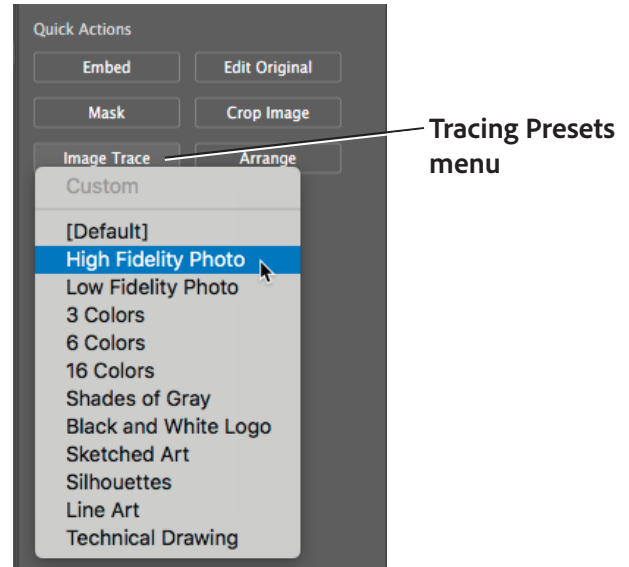 Quick Actions
Embed
Edit Original
Mask
Crop Image
Image Trace
Arrange
Tracing Presets
menu
Custom
[Default]
High Fidelity Photo
Low Fidelity Photo
3 Colors
6 Colors
16 Colors
Shades of Gray
Black and White Logo
Sketched Art
Silhouettes
Line Art
Technical Drawing